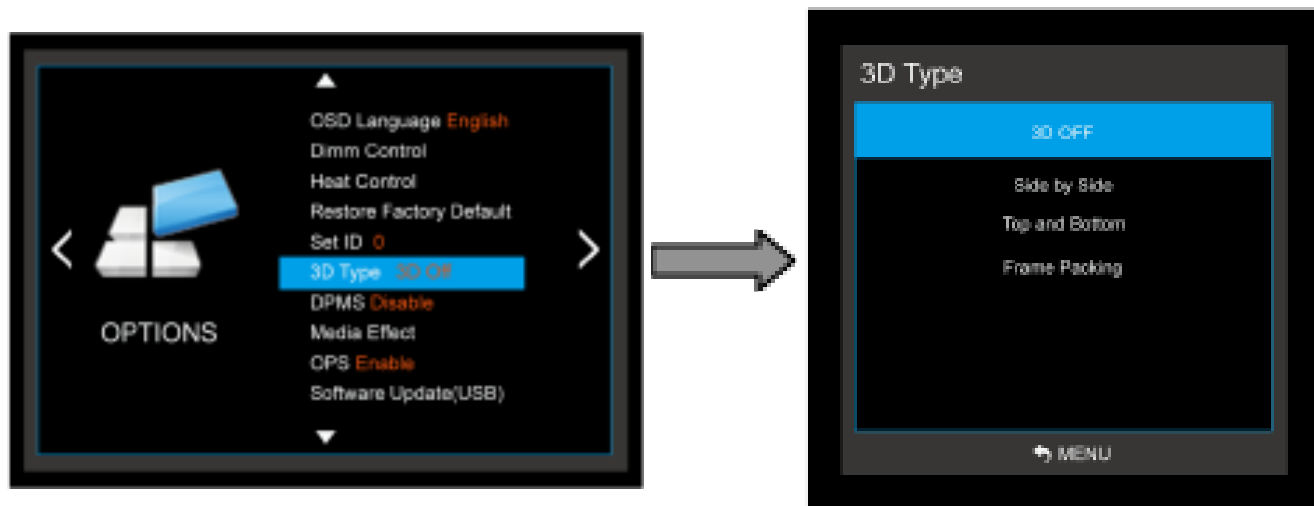 OSD Language English
Dimm Control
Heat Control
Restore Factory Default
Set ID 0
3D Type 3D Off
DPMS Disable
OPTIONS
Media Effect
OPS Enable
Software Update(USB)
3D Type
3D OFF
Side by Side
Top and Bottom
Frame Packing
MENU